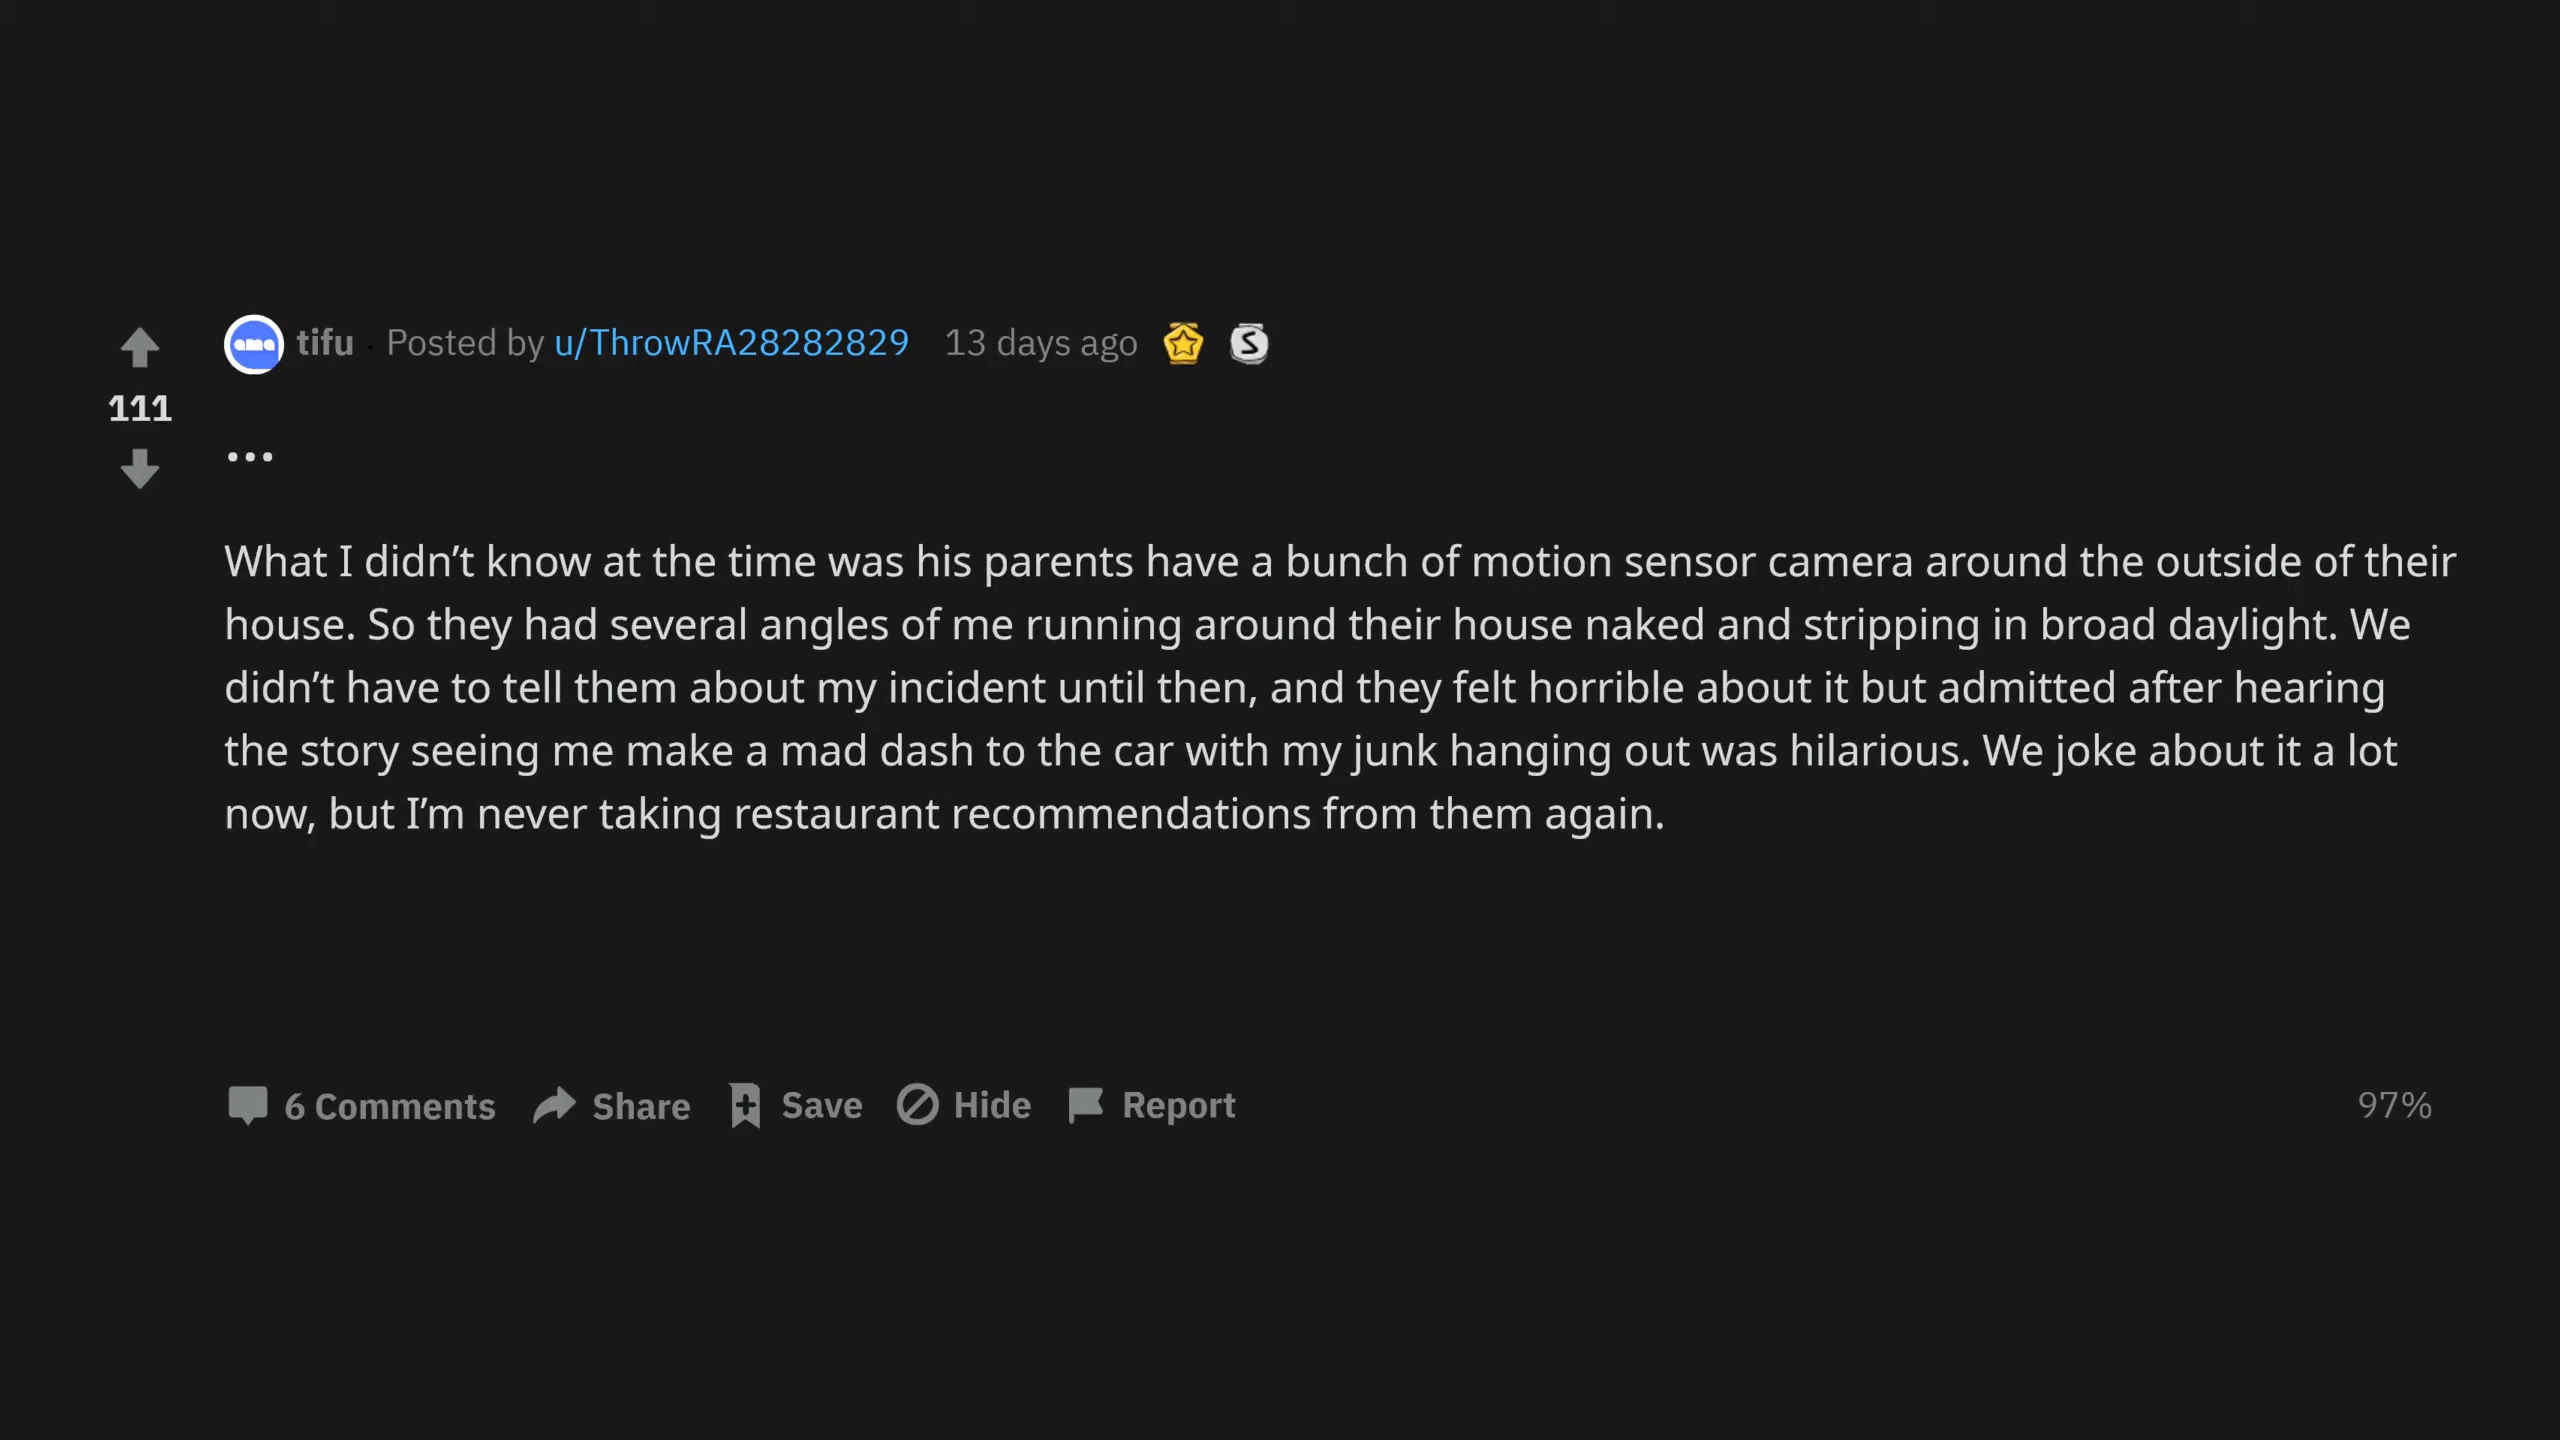 ama tifu · Posted by u/ThrowRA28282829 13 days ago S
111
...
What I didn’t know at the time was his parents have a bunch of motion sensor camera around the outside of their
house. So they had several angles of me running around their house naked and stripping in broad daylight. We
didn’t have to tell them about my incident until then, and they felt horrible about it but admitted after hearing
the story seeing me make a mad dash to the car with my junk hanging out was hilarious. We joke about it a lot
now, but I’m never taking restaurant recommendations from them again.
6 Comments Share Save Hide Report 97%